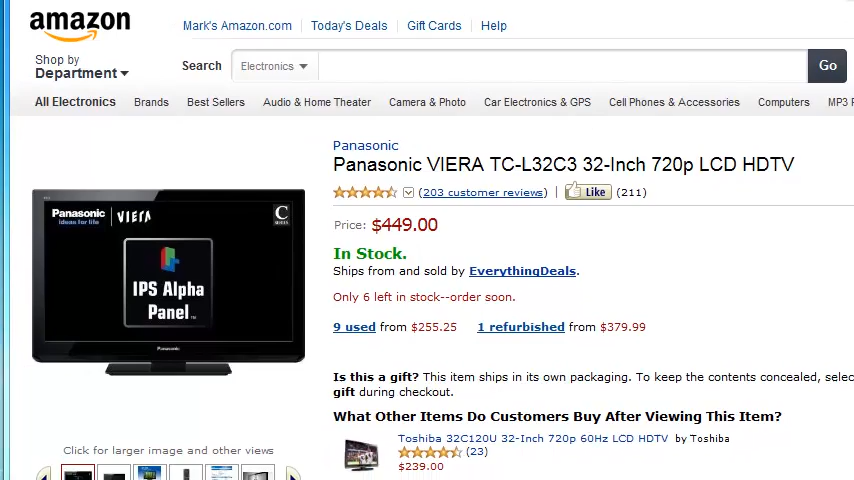 amazon
Mark's Amazon.com
Today's Deals
Gift Cards
Help
Shop by
Department
Search
Electronics
Go
All Electronics
Brands
Best Sellers
Audio & Home Theater
Camera & Photo
Car Electronics & GPS
Cell Phones & Accessories
Computers
MP3
Panasonic
Panasonic VIERA TC-L32C3 32-Inch 720p LCD HDTV
(203 customer reviews)
Like
(211)
Price: $449.00
In Stock.
Ships from and sold by EverythingDeals.
Only 6 left in stock--order soon.
9 used from $255.25 1 refurbished from $379.99
Panasonic
ideas for life
VIERA
C
SERIES
IPS Alpha
Panel
Panasonic
Is this a gift? This item ships in its own packaging. To keep the contents concealed, selec
gift during checkout.
What Other Items Do Customers Buy After Viewing This Item?
Click for larger image and other views
Toshiba 32C120U 32-Inch 720p 60Hz LCD HDTV by Toshiba
(23)
$239.00